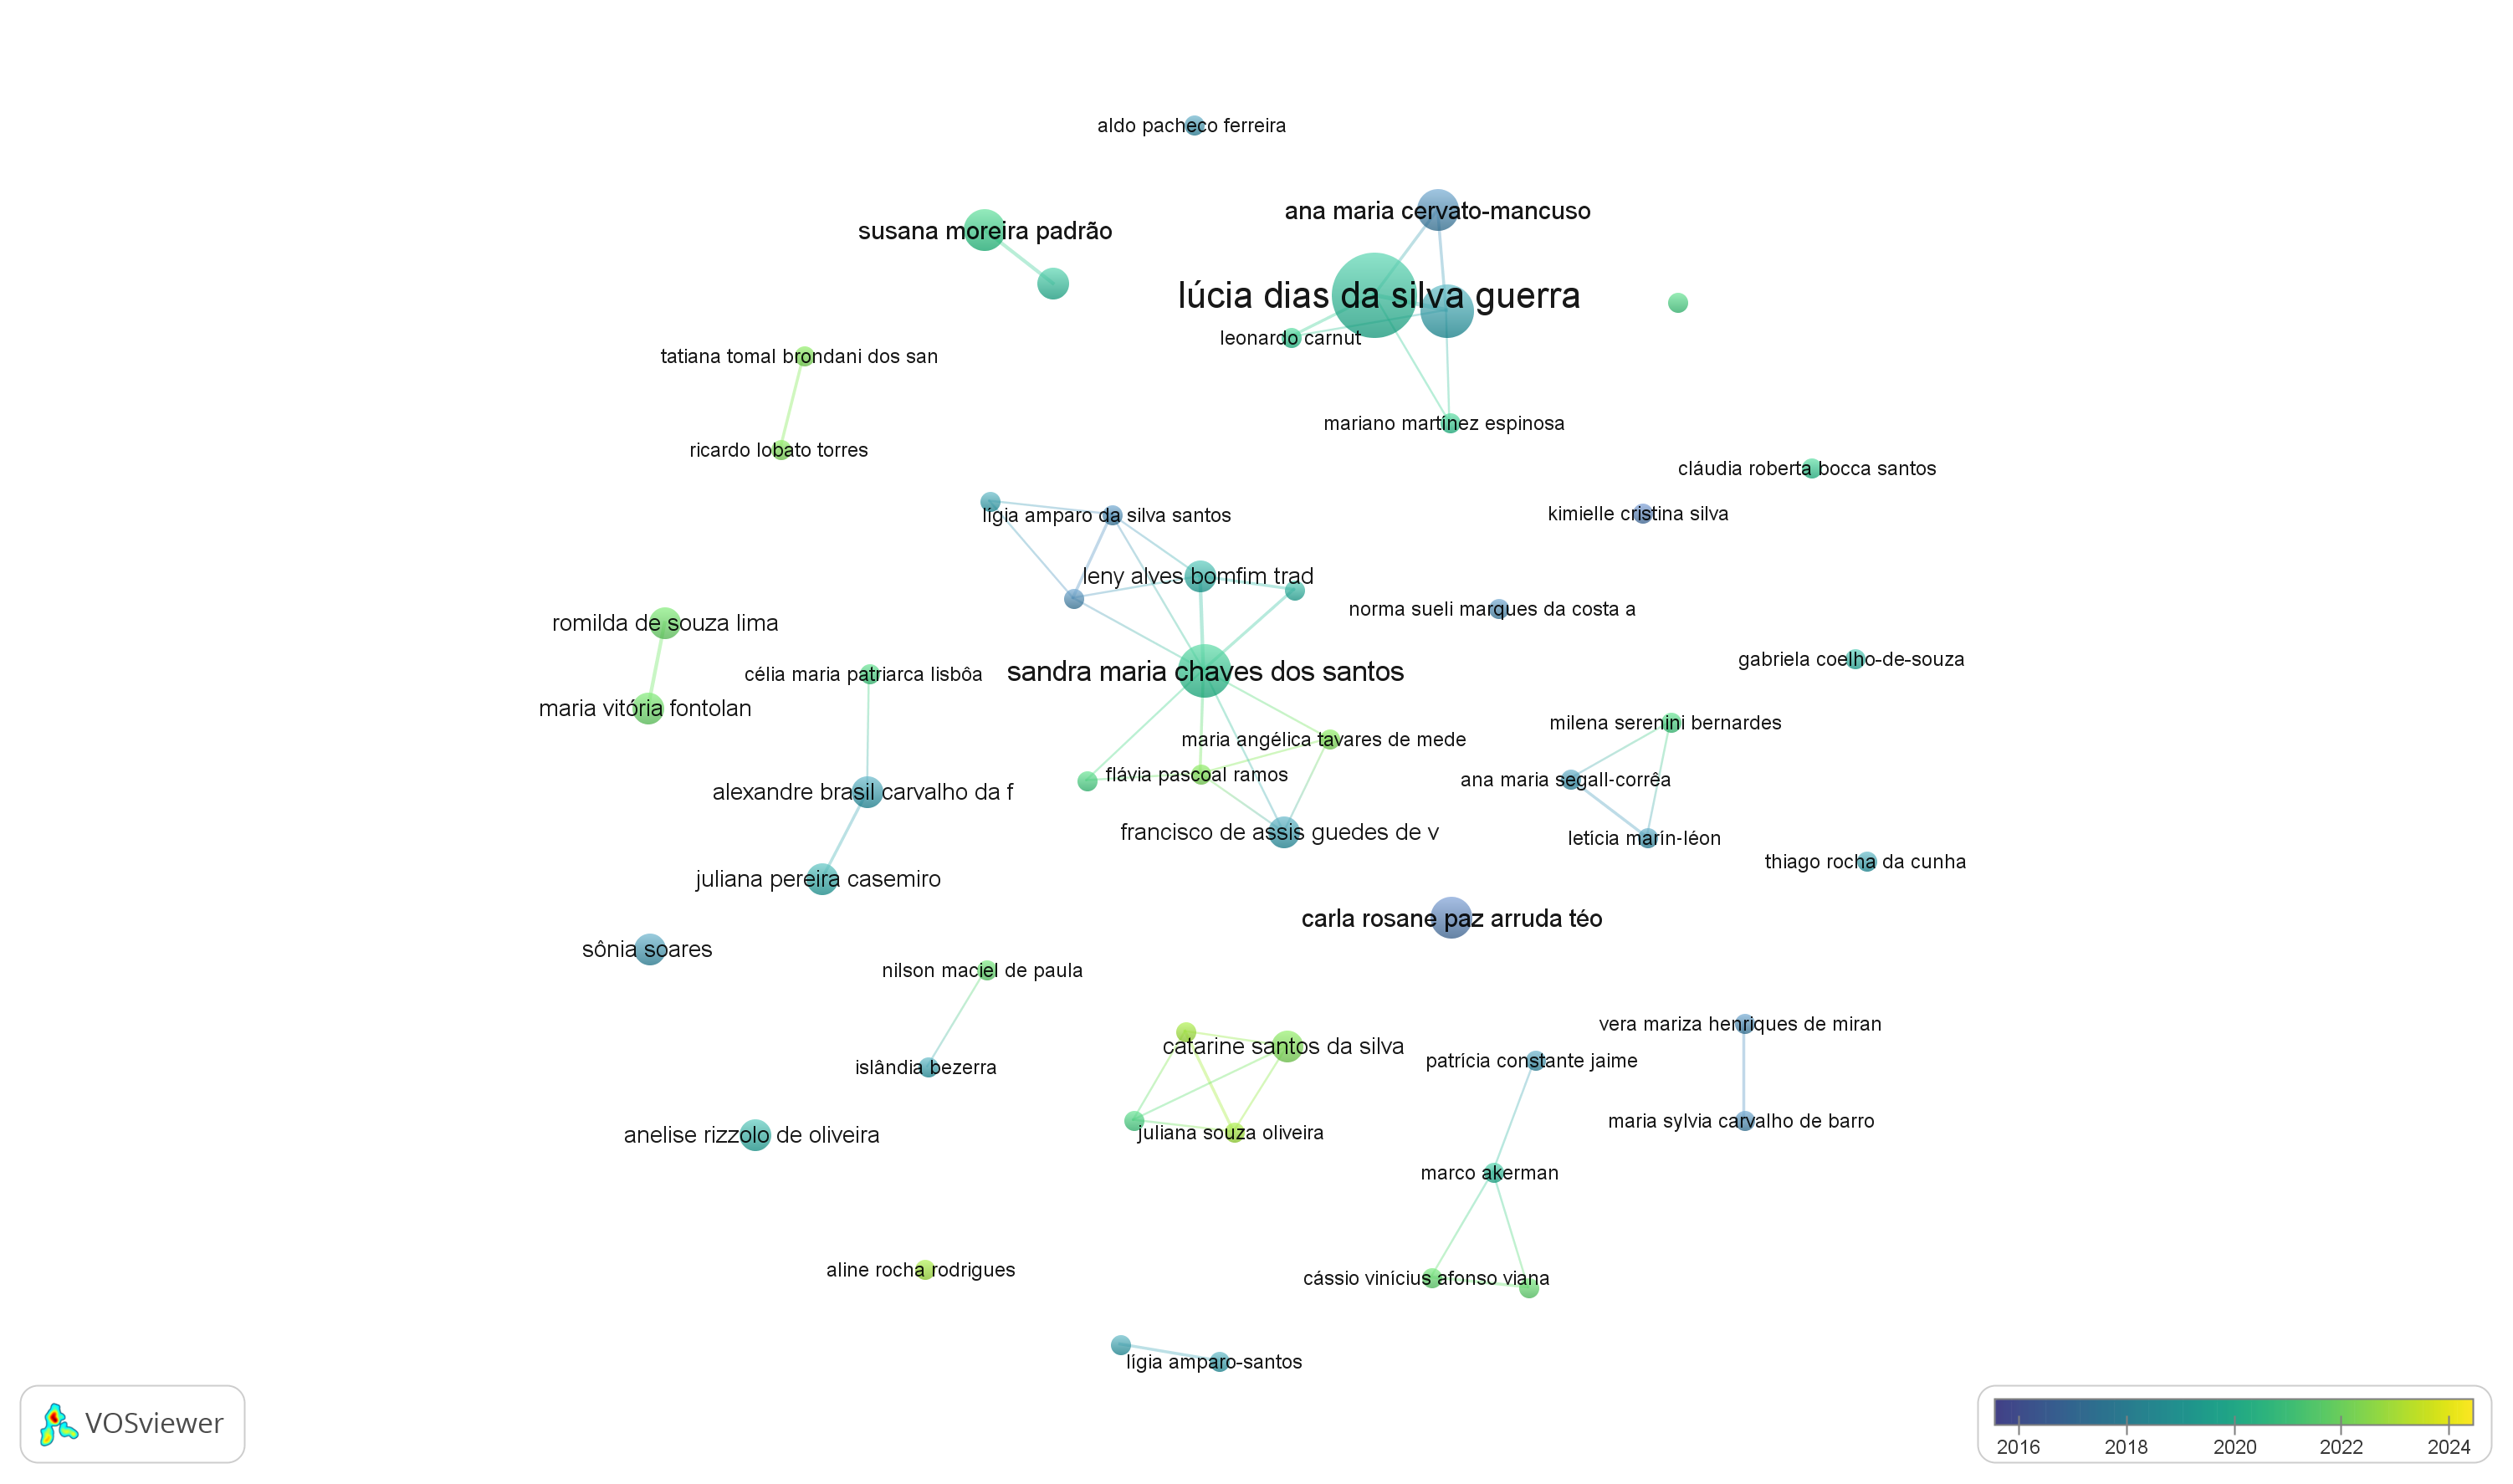 aldo pacheco ferreira
ana maria cervato-mancuso
susana moreira padrão
lúcia dias da silva guerra
leonardo carnut
tatiana tomal brondani dos san
mariano martínez espinosa
ricardo lobato torres
cláudia roberta bocca santos
kimielle cristina silva
lígia amparo da silva santos
leny alves bomfim trad
norma sueli marques da costa a
romilda de souza lima
gabriela coelho-de-souza
sandra maria chaves dos santos
célia maria patriarca lisbôa
maria vitória fontolan
milena serenini bernardes
maria angélica tavares de mede
flávia pascoal ramos
ana maria segall-corrêa
alexandre brasil carvalho da f
francisco de assis guedes de v
letícia marín-léon
thiago rocha da cunha
juliana pereira casemiro
carla rosane paz arruda téo
sônia soares
nilson maciel de paula
vera mariza henriques de miran
catarine santos da silva
patrícia constante jaime
islândia bezerra
maria sylvia carvalho de barro
juliana souza oliveira
anelise rizzolo de oliveira
marco akerman
aline rocha rodrigues
cássio vinícius afonso viana
lígia amparo-santos
VOSviewer
2016 2018 2020 2022 2024